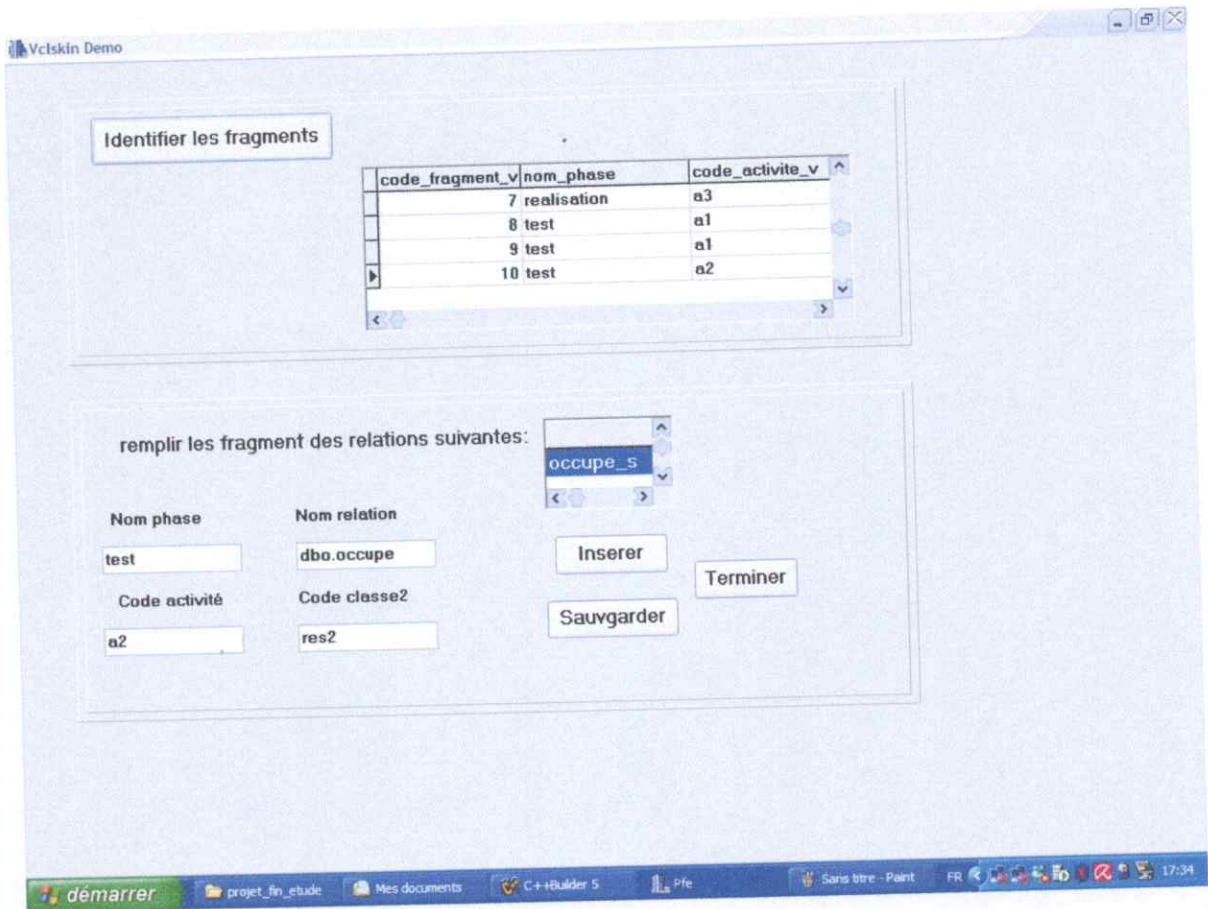 Vclskin Demo
Identifier les fragments
code_fragment_v nom_phase code_activite_v
7 realisation a3
8 test a1
9 test a1
10 test a2
remplir les fragment des relations suivantes:
occupe_s
Nom phase Nom relation
test dbo.occupe
Inserer
Terminer
Code activité Code classe2
Sauvgarder
a2 res2
démarrer projet_fin_etude Mes documents C++Builder 5 Pfe Sans titre - Paint FR 17:34